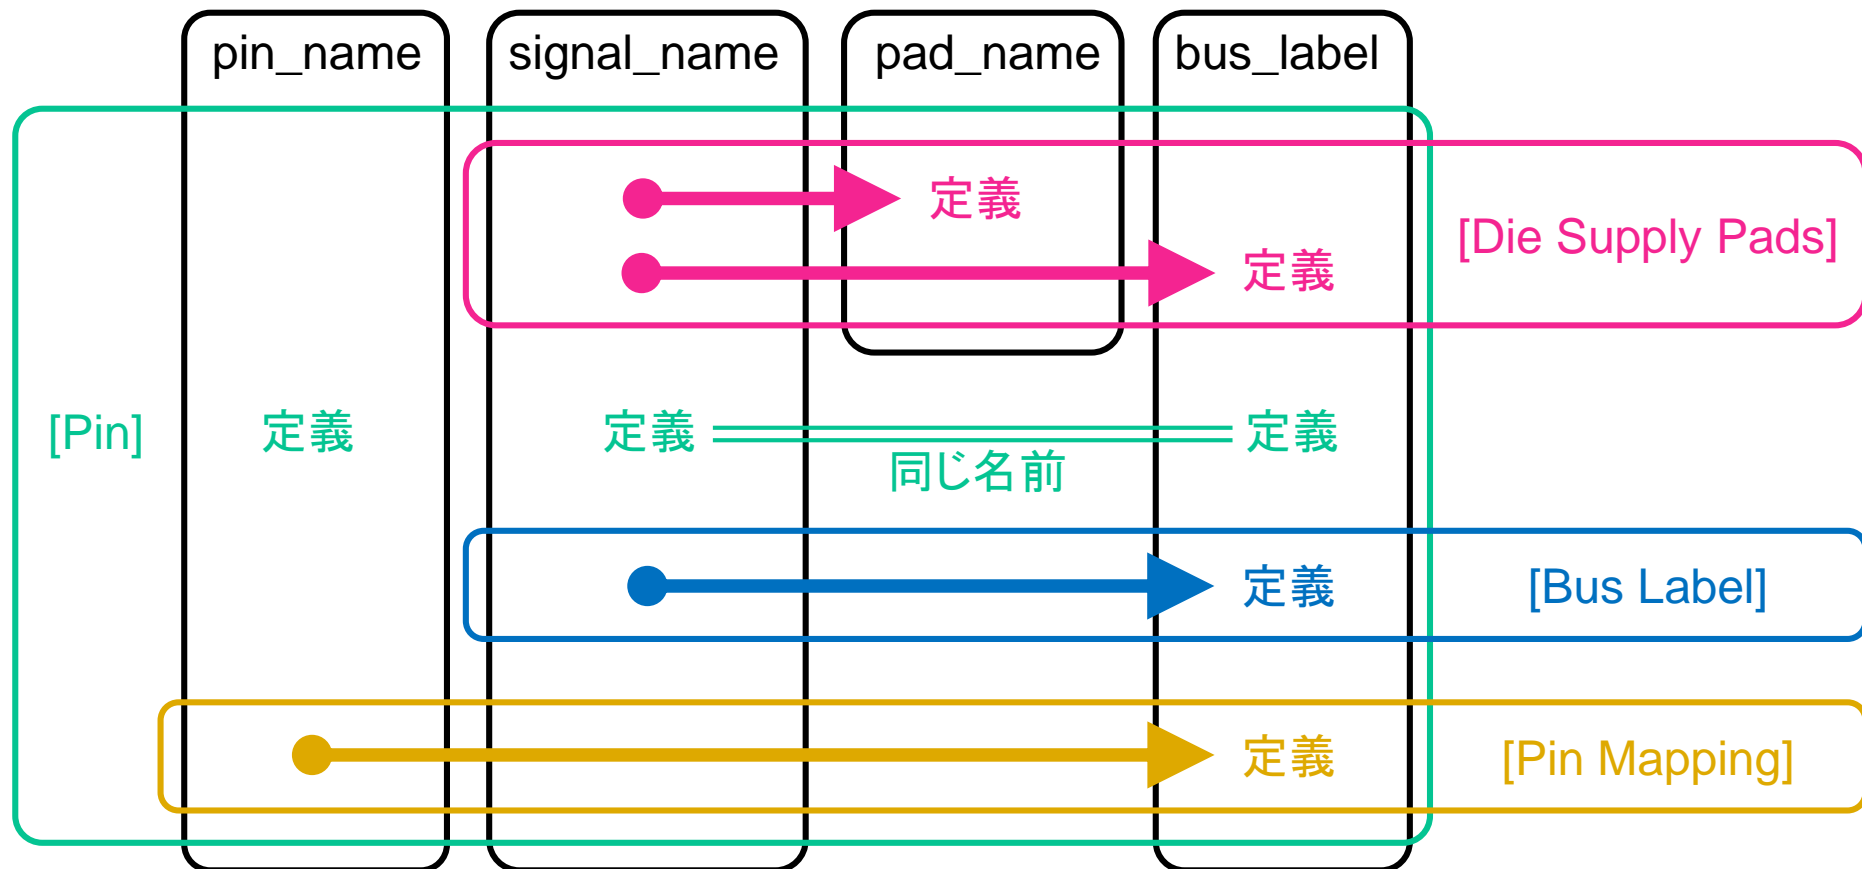 pin_name
signal_name
pad_name
bus_label
定義
[Die Supply Pads]
定義
[Pin]
定義
定義
定義
同じ名前
定義
[Bus Label]
定義
[Pin Mapping]